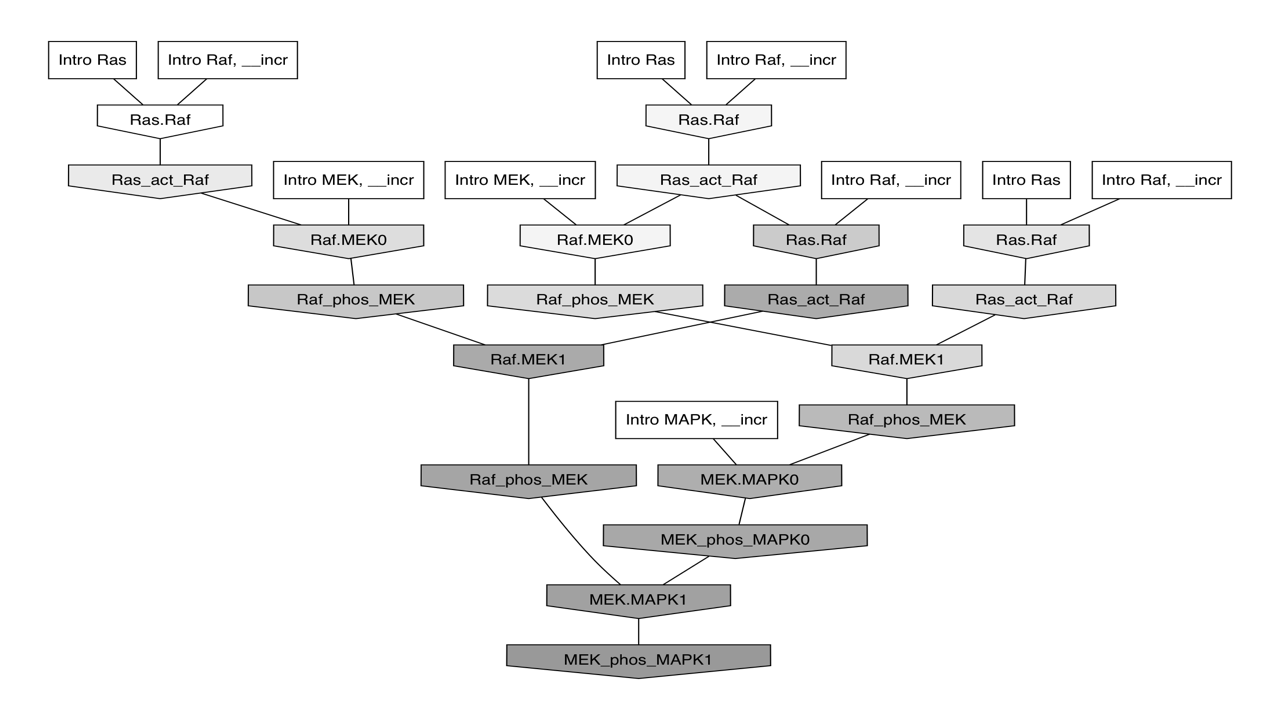 Intro Ras
Intro Raf, __incr
Intro Ras
Intro Raf, __incr
Ras.Raf
Ras.Raf
Ras_act_Raf
Intro MEK, __incr
Intro MEK, __incr
Ras_act_Raf
Intro Raf, __incr
Intro Ras
Intro Raf, __incr
Raf.MEK0
Raf.MEK0
Ras.Raf
Ras.Raf
Raf_phos_MEK
Raf_phos_MEK
Ras_act_Raf
Ras_act_Raf
Raf.MEK1
Raf.MEK1
Intro MAPK, __incr
Raf_phos_MEK
Raf_phos_MEK
MEK.MAPK0
MEK_phos_MAPK0
MEK.MAPK1
MEK_phos_MAPK1